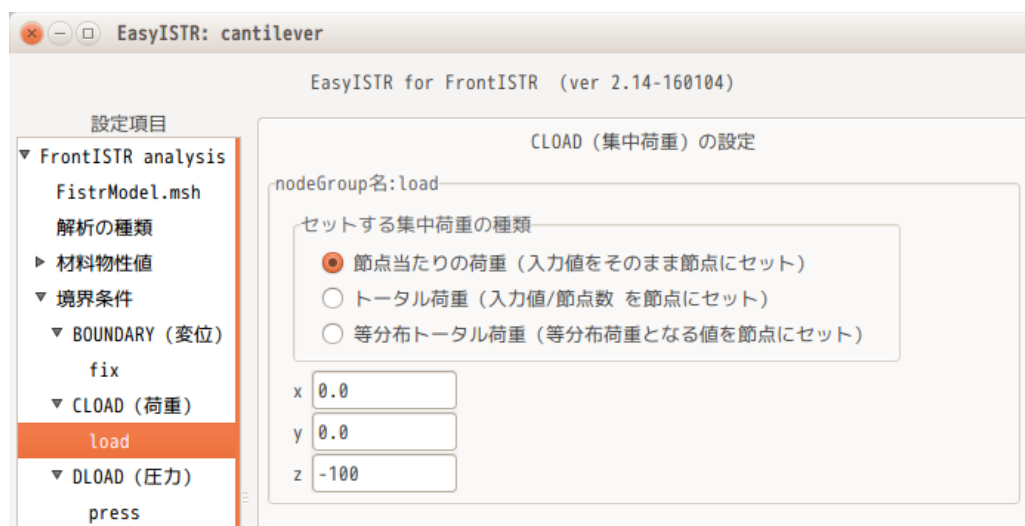 EasyISTR: cantilever
EasyISTR for FrontISTR (ver 2.14-160104)
設定項目
FrontISTR analysis
FistrModel.msh
解析の種類
材料物性値
境界条件
BOUNDARY (変位)
fix
CLOAD (荷重)
load
DLOAD (圧力)
press
CLOAD (集中荷重) の設定
nodeGroup名:load
セットする集中荷重の種類
節点当たりの荷重 (入力値をそのまま節点にセット)
トータル荷重 (入力値/節点数 を節点にセット)
等分布トータル荷重 (等分布荷重となる値を節点にセット)
x 0.0
y 0.0
z -100